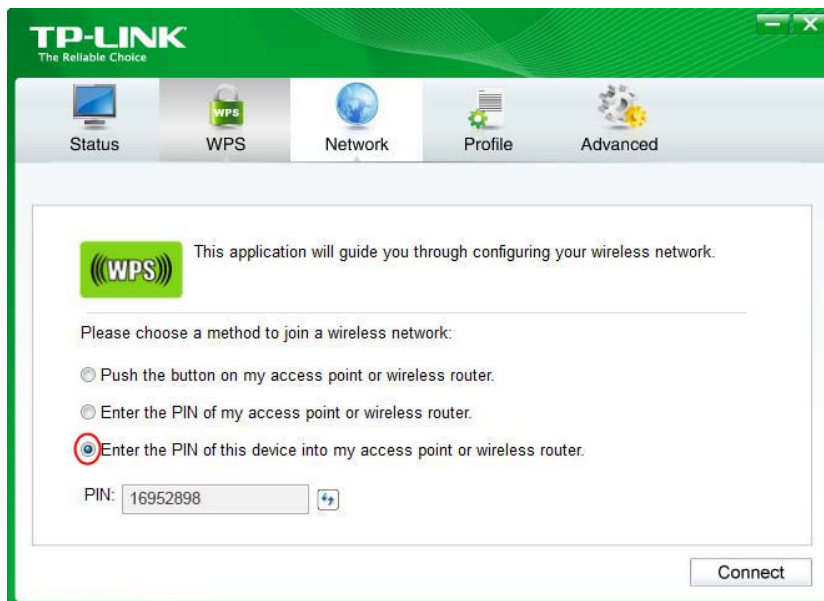 TP-LINK
The Reliable Choice
WPS
Status
WPS
Network
Profile
Advanced
(((WPS)))
This application will guide you through configuring your wireless network.
Please choose a method to join a wireless network:
Push the button on my access point or wireless router.
Enter the PIN of my access point or wireless router.
Enter the PIN of this device into my access point or wireless router.
PIN: 16952898
Connect